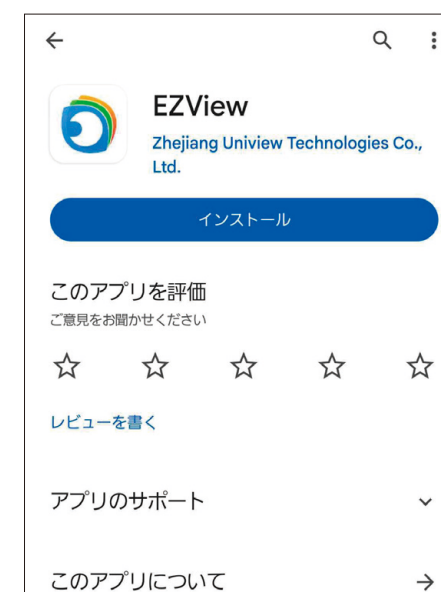 EZView
Zhejiang Uniview Technologies Co.,
Ltd.
インストール
このアプリを評価
ご意見をお聞かせください
レビューを書く
アプリのサポート
このアプリについて